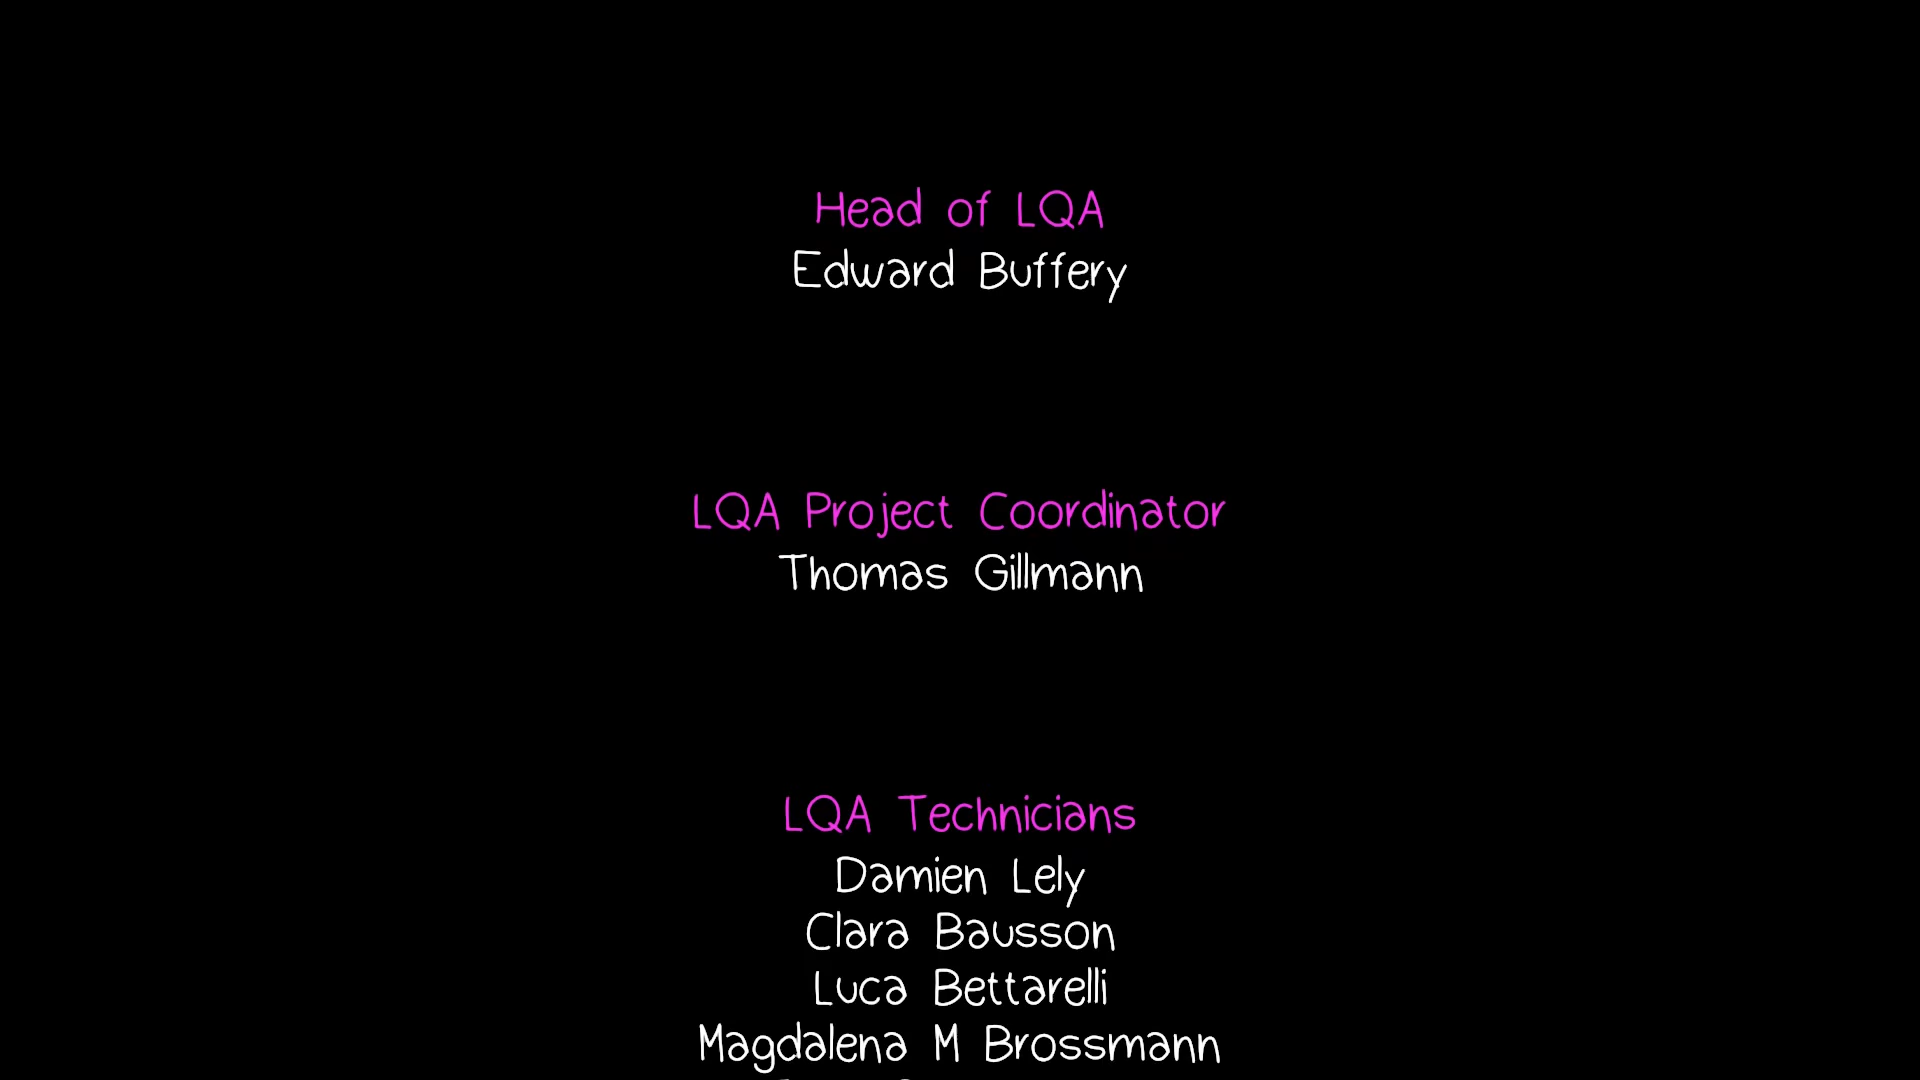 Head of LQA
Edward Buffery
LQA Project Coordinator
Thomas Gillmann
LQA Technicians
Damien Lely
Clara Bausson
Luca Bettarelli
Magdalena M Brossmann